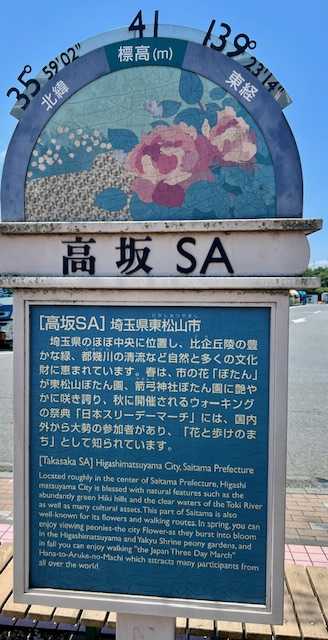 35° 59'02"
41
139° 23'14"
北緯
標高(m)
東経
高坂 SA
[高坂SA] 埼玉県東松山市
埼玉県のほぼ中央に位置し、比企丘陵の豊
かな緑、都幾川の清流など自然と多くの文化
財に恵まれています。春は、市の花「ぼたん」
が東松山ぼたん園、箭弓神社ぼたん園に艶や
かに咲き誇り、秋に開催されるウォーキング
の祭典「日本スリーデーマーチ」には、国内
外から大勢の参加者があり、「花と歩けのま
ち」として知られています。
[Takasaka SA] Higashimatsuyama City, Saitama Prefecture
Located roughly in the center of Saitama Prefecture, Higashi
matsuyama City is blessed with natural features such as the
abundandy green Hiki hills and the clear waters of the Toki River
as well as many cultural assets. This part of Saitama is also
well-known for its flowers and walking routes. In spring, you can
enjoy viewing peonies-the city Flower-as they burst into bloom
in the Higashimatsuyama and Yakyu Shrine peony gardens, and
in fall you can enjoy walking "the Japan Three Day March"
Hana-to-Aruke-no-Machi which attracts many participants from
all over the world!